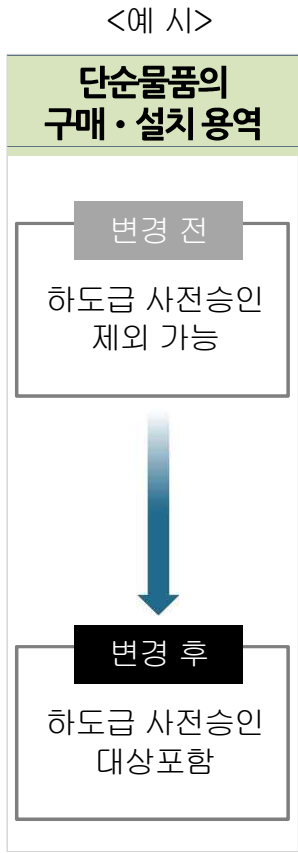 <예 시>
단순물품의
구매·설치 용역
변경 전
하도급 사전승인
제외 가능
변경 후
하도급 사전승인
대상포함